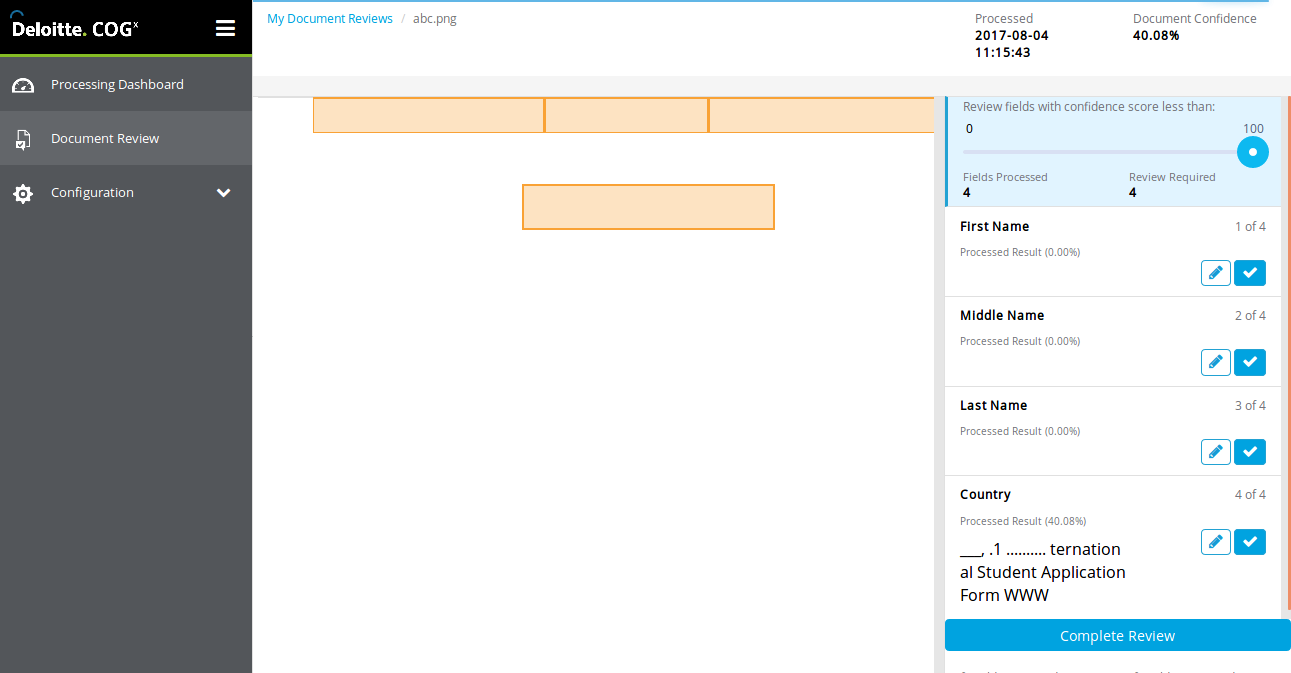 Deloitte. COGx
My Document Reviews / abc.png
Processed
2017-08-04
11:15:43
Document Confidence
40.08%
Processing Dashboard
Document Review
Configuration
Review fields with confidence score less than:
0
100
Fields Processed
4
Review Required
4
First Name
1 of 4
Processed Result (0.00%)
Middle Name
2 of 4
Processed Result (0.00%)
Last Name
3 of 4
Processed Result (0.00%)
Country
4 of 4
Processed Result (40.08%)
___, .1 .......... ternation
al Student Application
Form WWW
Complete Review